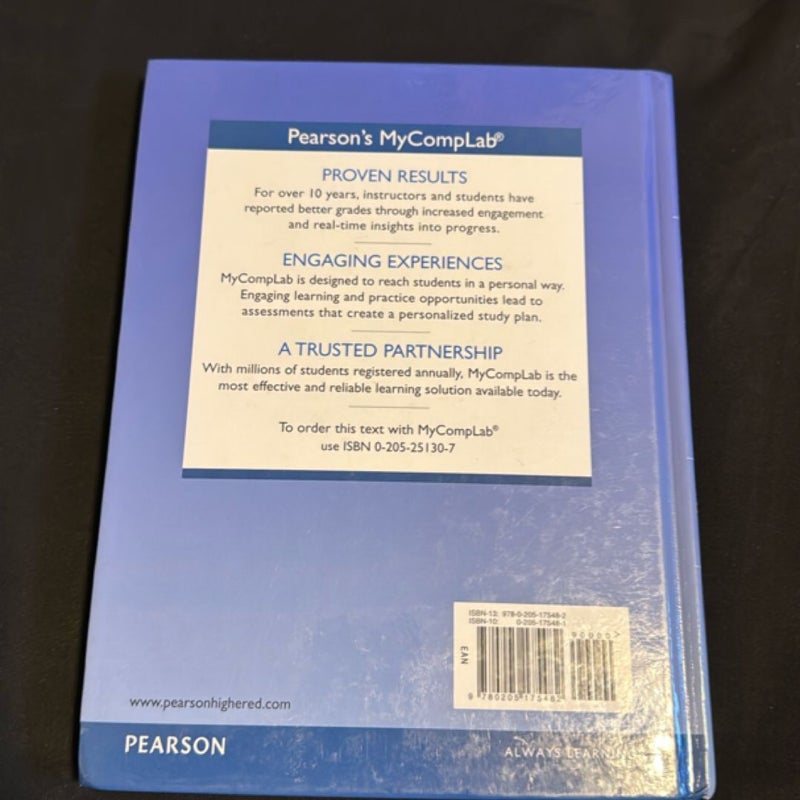 Pearson's MyCompLab®
PROVEN RESULTS
For over 10 years, instructors and students have
reported better grades through increased engagement
and real-time insights into progress.
ENGAGING EXPERIENCES
MyCompLab is designed to reach students in a personal way.
Engaging learning and practice opportunities lead to
assessments that create a personalized study plan.
A TRUSTED PARTNERSHIP
With millions of students registered annually, MyCompLab is the
most effective and reliable learning solution available today.
To order this text with MyCompLab®
use ISBN 0-205-25130-7
ISBN-13: 978-0-205-17548-2
ISBN-10: 0-205-17548-1
90000>
EAN
9 780205 175482
www.pearsonhighered.com
PEARSON
ALWAYS LEARNING